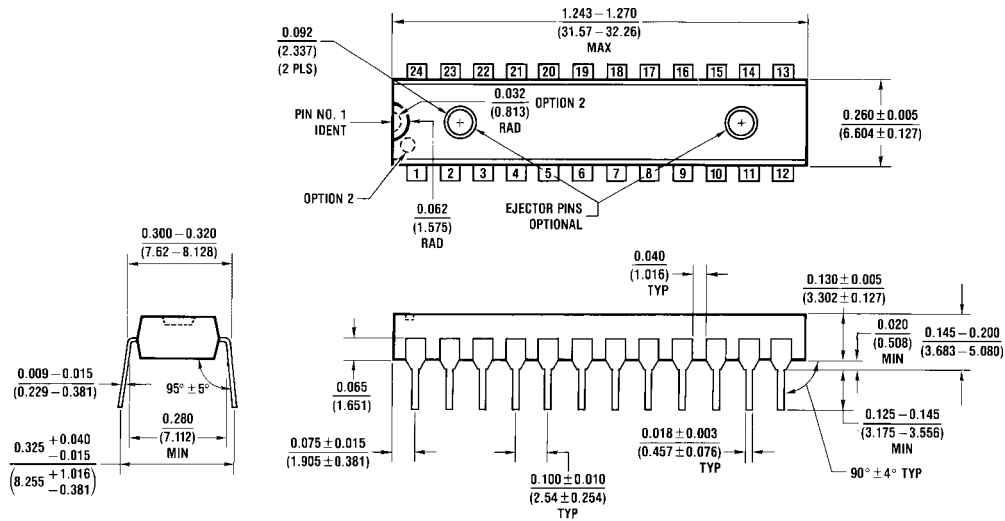 1.243 – 1.270
(31.57 – 32.26)
MAX
0.092
(2.337)
(2 PLS)
24 23 22 21 20 19 18 17 16 15 14 13
0.032
(0.813)
RAD
OPTION 2
PIN NO. 1
IDENT
0.260 ± 0.005
(6.604 ± 0.127)
1 2 3 4 5 6 7 8 9 10 11 12
OPTION 2
0.062
(1.575)
RAD
EJECTOR PINS
OPTIONAL
0.300 – 0.320
(7.62 – 8.128)
0.040
(1.016)
TYP
0.130 ± 0.005
(3.302 ± 0.127)
0.020
(0.508)
MIN
0.145 – 0.200
(3.683 – 5.080)
0.009 – 0.015
(0.229 – 0.381)
95° ± 5°
0.065
(1.651)
0.280
(7.112)
MIN
0.325 +0.040
–0.015
(8.255 +1.016
–0.381)
0.075 ± 0.015
(1.905 ± 0.381)
0.100 ± 0.010
(2.54 ± 0.254)
TYP
0.018 ± 0.003
(0.457 ± 0.076)
TYP
0.125 – 0.145
(3.175 – 3.556)
MIN
90° ± 4° TYP